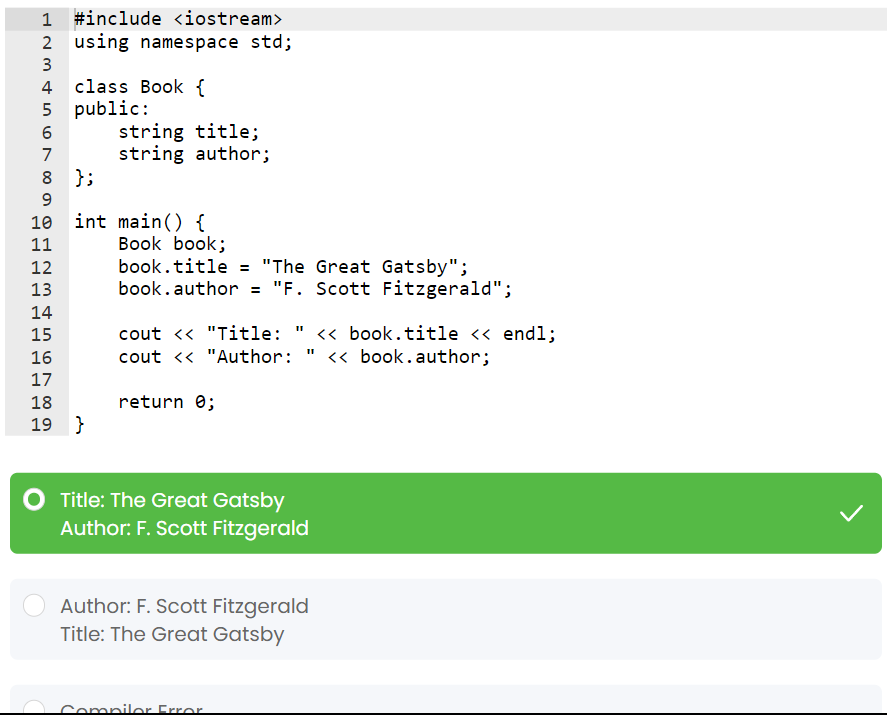 1 #include <iostream>
2 using namespace std;
3
4 class Book {
5 public:
6     string title;
7     string author;
8 };
9
10 int main() {
11     Book book;
12     book.title = "The Great Gatsby";
13     book.author = "F. Scott Fitzgerald";
14
15     cout << "Title: " << book.title << endl;
16     cout << "Author: " << book.author;
17
18     return 0;
19 }
Title: The Great Gatsby
Author: F. Scott Fitzgerald
Author: F. Scott Fitzgerald
Title: The Great Gatsby
Compiler Error